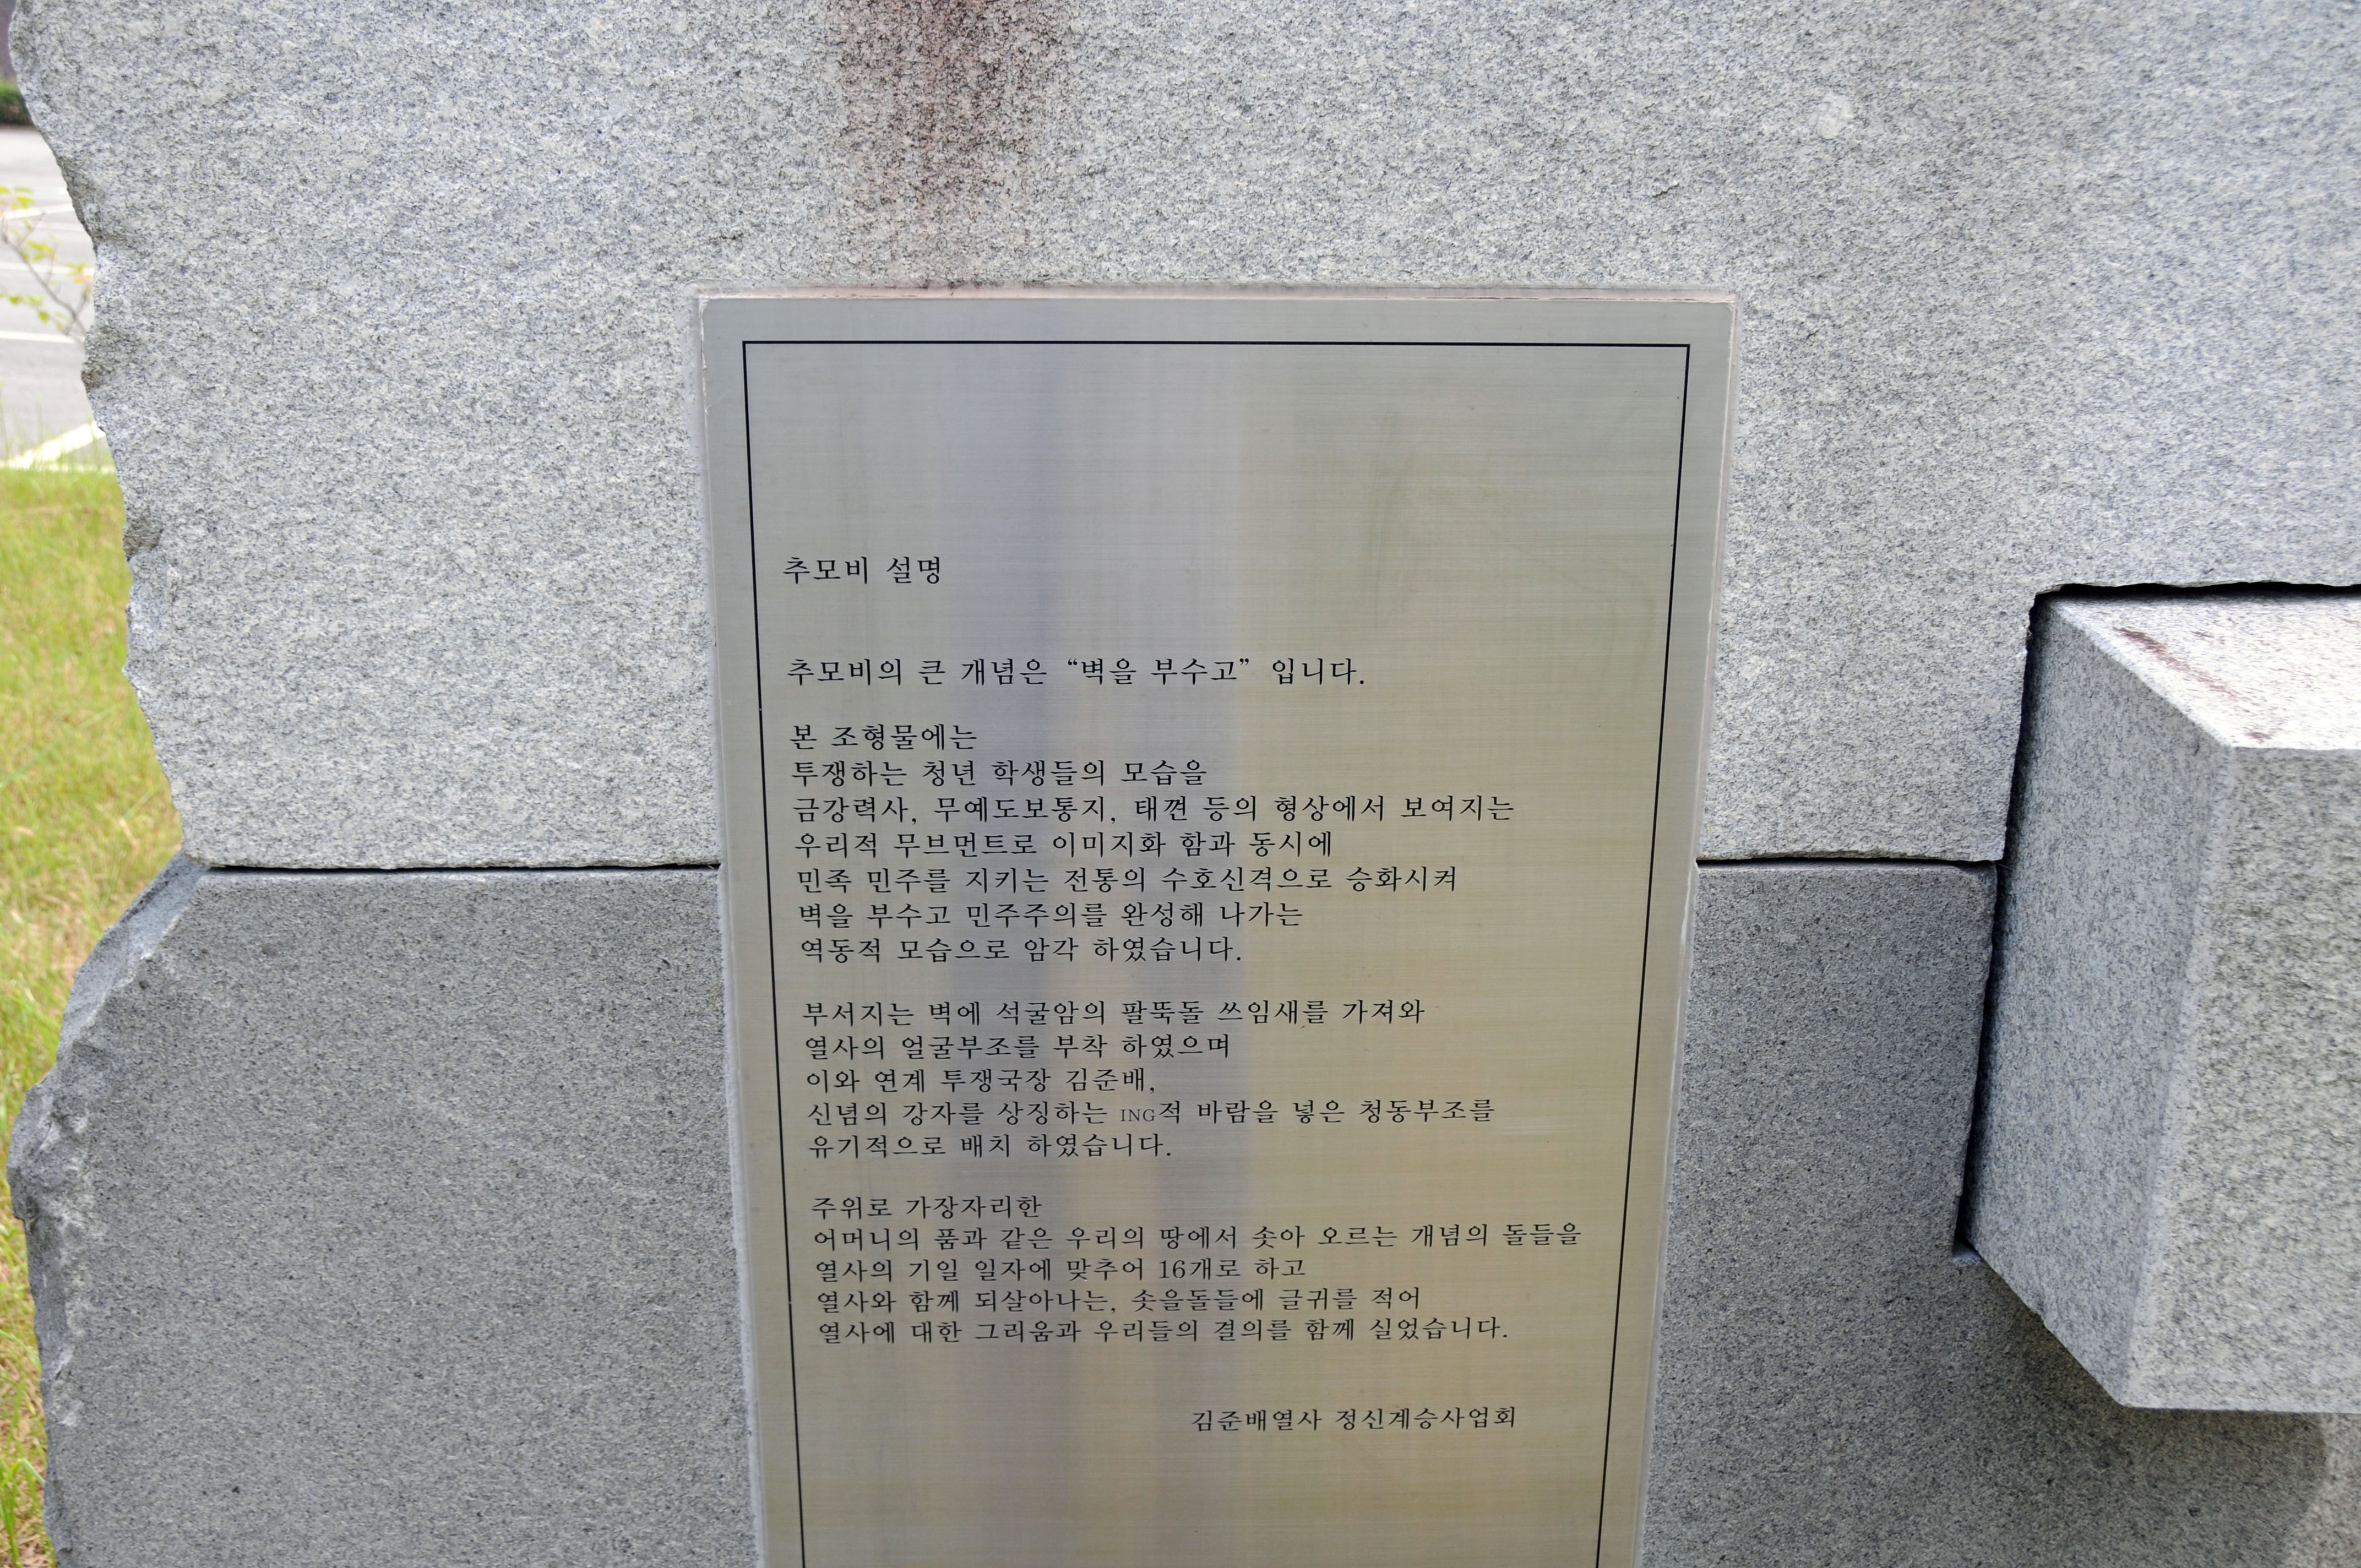 추모비 설명
추모비의 큰 개념은 “벽을 부수고” 입니다.
본 조형물에는
투쟁하는 청년 학생들의 모습을
금강력사, 무예도보통지, 태껸 등의 형상에서 보여지는
우리적 무브먼트로 이미지화 함과 동시에
민족 민주를 지키는 전통의 수호신격으로 승화시켜
벽을 부수고 민주주의를 완성해 나가는
역동적 모습으로 암각 하였습니다.
부서지는 벽에 석굴암의 팔뚝돌 쓰임새를 가져와
열사의 얼굴부조를 부착 하였으며
이와 연계 투쟁국장 김준배,
신념의 강자를 상징하는 ING적 바람을 넣은 청동부조를
유기적으로 배치 하였습니다.
주위로 가장자리한
어머니의 품과 같은 우리의 땅에서 솟아 오르는 개념의 돌들을
열사의 기일 일자에 맞추어 16개로 하고
열사와 함께 되살아나는, 솟을돌들에 글귀를 적어
열사에 대한 그리움과 우리들의 결의를 함께 실었습니다.
김준배열사 정신계승사업회